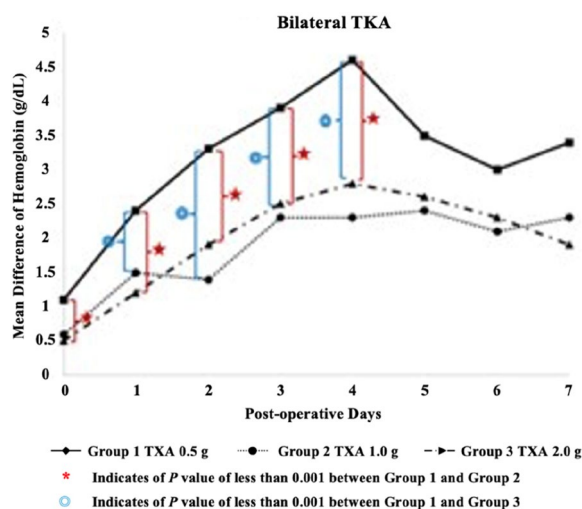 Bilateral TKA
Mean Difference of Hemoglobin (g/dL)
5
4.5
4
3.5
3
2.5
2
1.5
1
0.5
0
0 1 2 3 4 5 6 7
Post-operative Days
Group 1 TXA 0.5 g Group 2 TXA 1.0 g Group 3 TXA 2.0 g
* Indicates of P value of less than 0.001 between Group 1 and Group 2
Indicates of P value of less than 0.001 between Group 1 and Group 3